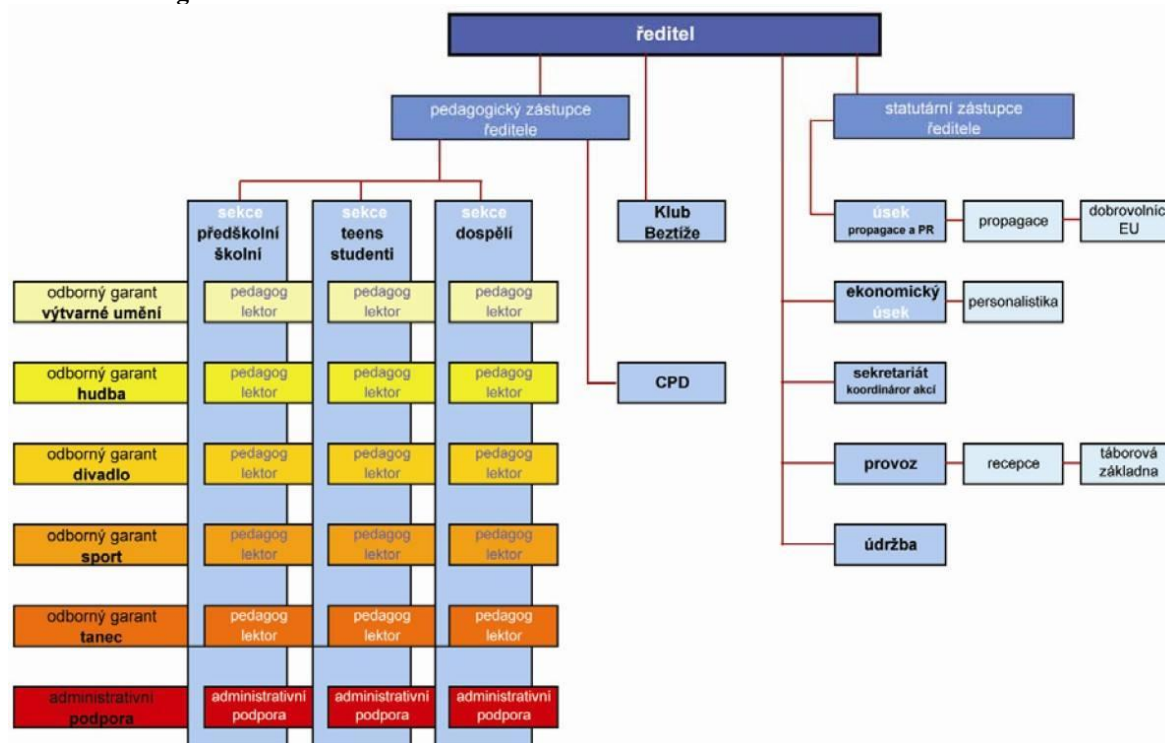 ředitel
pedagogický zástupce
ředitele
statutární zástupce
ředitele
sekce
předškolní
školní
sekce
teens
studenti
sekce
dospělí
Klub
Beztíže
úsek
propagace a PR
propagace
dobrovolníc
EU
odborný garant
výtvarné umění
pedagog
lektor
pedagog
lektor
pedagog
lektor
ekonomický
úsek
personalistika
odborný garant
hudba
pedagog
lektor
pedagog
lektor
pedagog
lektor
CPD
sekretariát
koordináror akcí
odborný garant
divadlo
pedagog
lektor
pedagog
lektor
pedagog
lektor
provoz
recepce
táborová
základna
odborný garant
sport
pedagog
lektor
pedagog
lektor
pedagog
lektor
údržba
odborný garant
tanec
pedagog
lektor
pedagog
lektor
pedagog
lektor
administrativní
podpora
administrativní
podpora
administrativní
podpora
administrativní
podpora